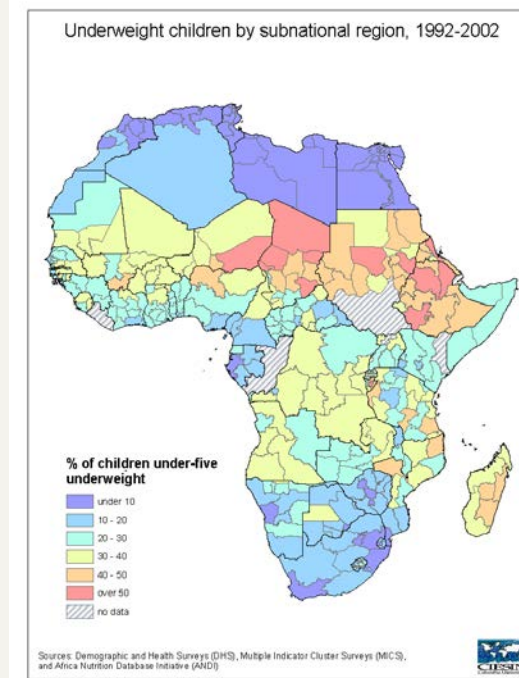 Underweight children by subnational region, 1992-2002
% of children under-five
underweight
under 10
10 - 20
20 - 30
30 - 40
40 - 50
over 50
no data
Sources: Demographic and Health Surveys (DHS), Multiple Indicator Cluster Surveys (MICS),
and Africa Nutrition Database Initiative (ANDI)